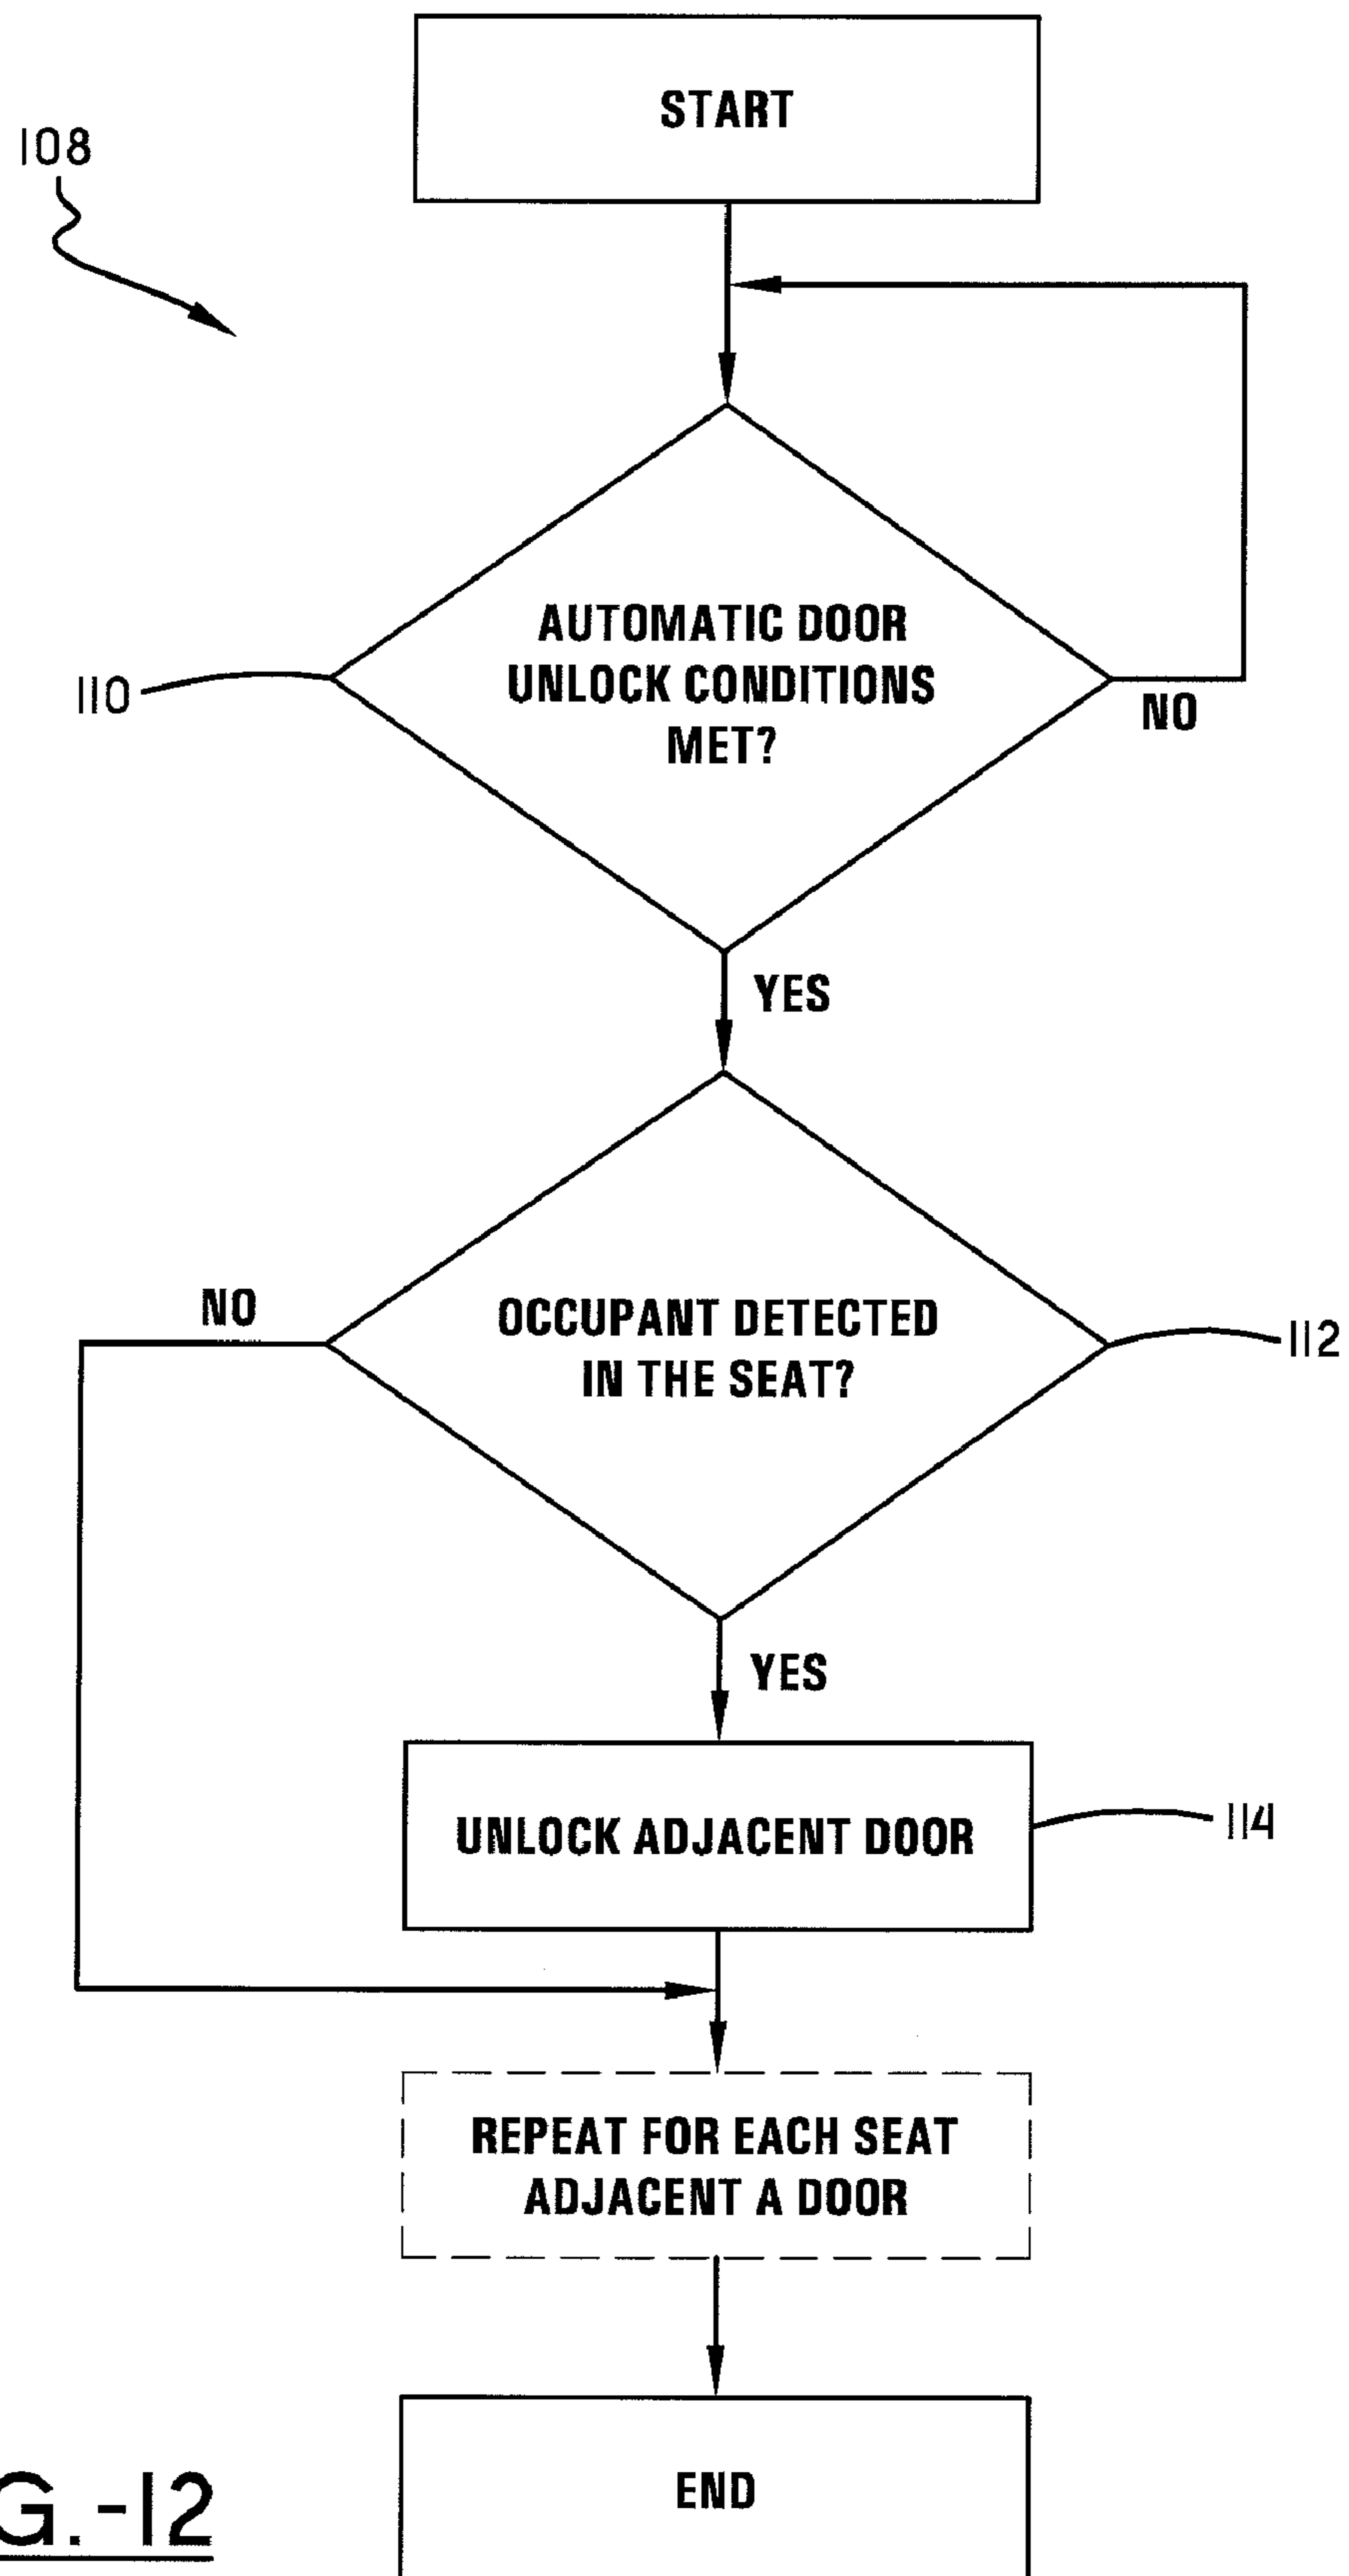 START
108
AUTOMATIC DOOR
UNLOCK CONDITIONS
MET?
110
NO
YES
NO
OCCUPANT DETECTED
IN THE SEAT?
112
YES
UNLOCK ADJACENT DOOR
114
REPEAT FOR EACH SEAT
ADJACENT A DOOR
END
G.-12